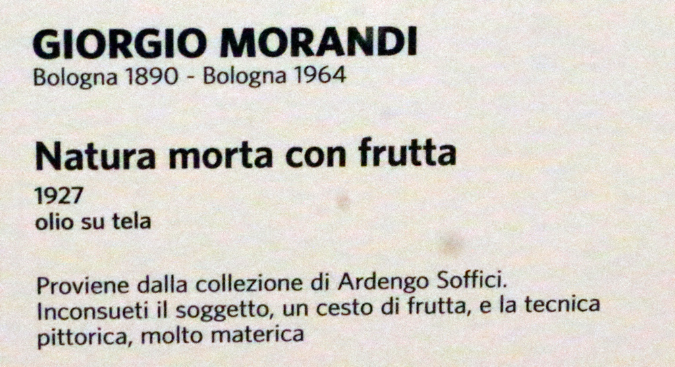 GIORGIO MORANDI
Bologna 1890 - Bologna 1964
Natura morta con frutta
1927
olio su tela
Proviene dalla collezione di Ardengo Soffici.
Inconsueti il soggetto, un cesto di frutta, e la tecnica
pittorica, molto materica